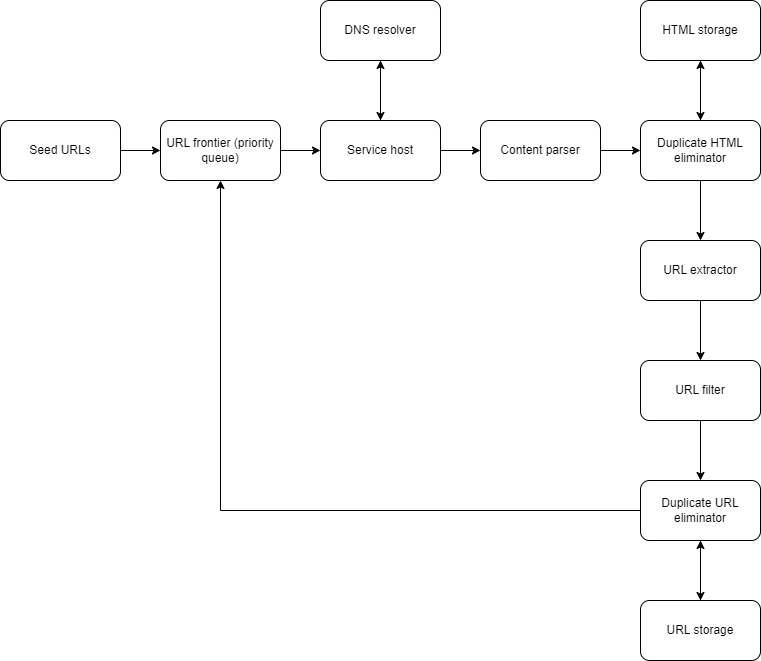 DNS resolver
HTML storage
Seed URLs
URL frontier (priority
queue)
Service host
Content parser
Duplicate HTML
eliminator
URL extractor
URL filter
Duplicate URL
eliminator
URL storage